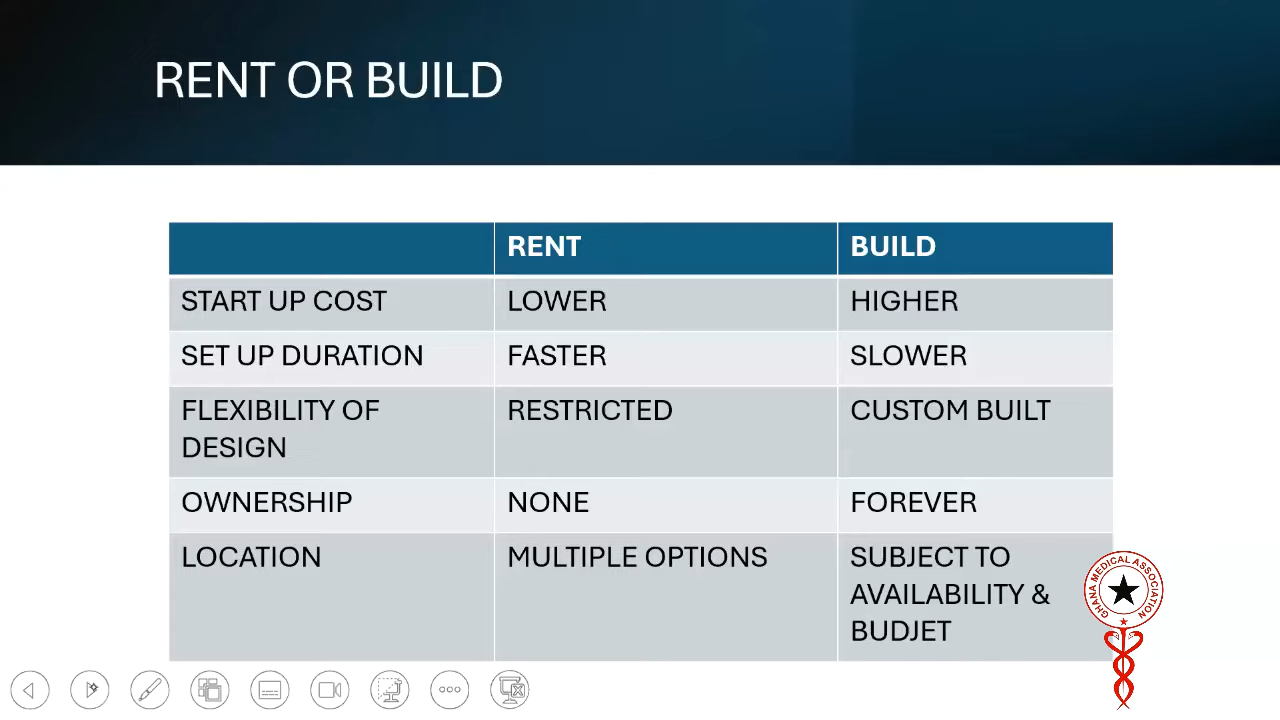 RENT OR BUILD
RENT BUILD
START UP COST LOWER HIGHER
SET UP DURATION FASTER SLOWER
FLEXIBILITY OF
DESIGN RESTRICTED CUSTOM BUILT
OWNERSHIP NONE FOREVER
LOCATION MULTIPLE OPTIONS SUBJECT TO
AVAILABILITY &
BUDJET
GHANA MEDICAL ASSOCIATION